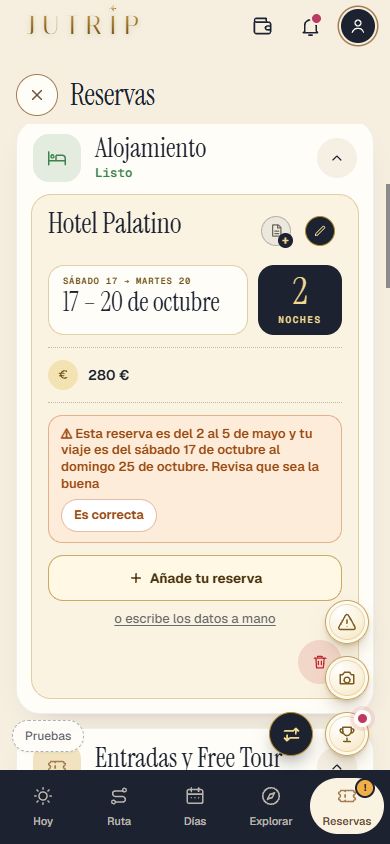 JUTRIP
Reservas
Alojamiento
Listo
Hotel Palatino
SÁBADO 17 → MARTES 20
17 – 20 de octubre
2
NOCHES
€ 280 €
⚠ Esta reserva es del 2 al 5 de mayo y tu
viaje es del sábado 17 de octubre al
domingo 25 de octubre. Revisa que sea la
buena
Es correcta
+ Añade tu reserva
o escribe los datos a mano
Pruebas
Entradas y Free Tour
!
Hoy
Ruta
Días
Explorar
Reservas